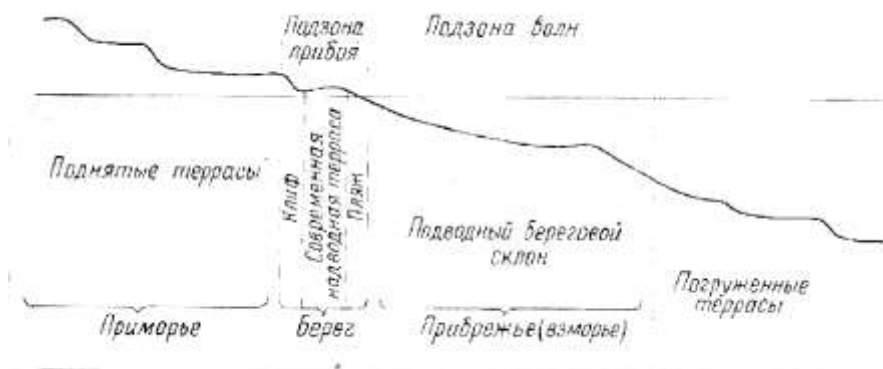 Подзона
прибоя
Подзона волн
Поднятые террасы
Клиф
Современная
надводная терраса
Пляж
Подводный береговой
склон
Погруженные
террасы
Приморье
Берег
Прибрежье (взморье)